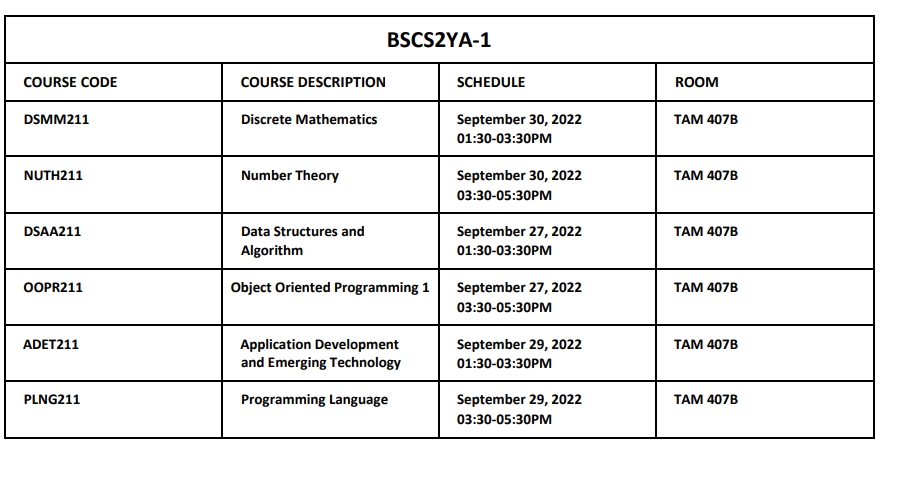 BSCS2YA-1
COURSE CODE COURSE DESCRIPTION SCHEDULE ROOM
DSMM211 Discrete Mathematics September 30, 2022 TAM 407B
01:30-03:30PM
NUTH211 Number Theory September 30, 2022 TAM 407B
03:30-05:30PM
DSAA211 Data Structures and September 27, 2022 TAM 407B
Algorithm 01:30-03:30PM
OOPR211 Object Oriented Programming 1 September 27, 2022 TAM 407B
03:30-05:30PM
ADET211 Application Development September 29, 2022 TAM 407B
and Emerging Technology 01:30-03:30PM
PLNG211 Programming Language September 29, 2022 TAM 407B
03:30-05:30PM